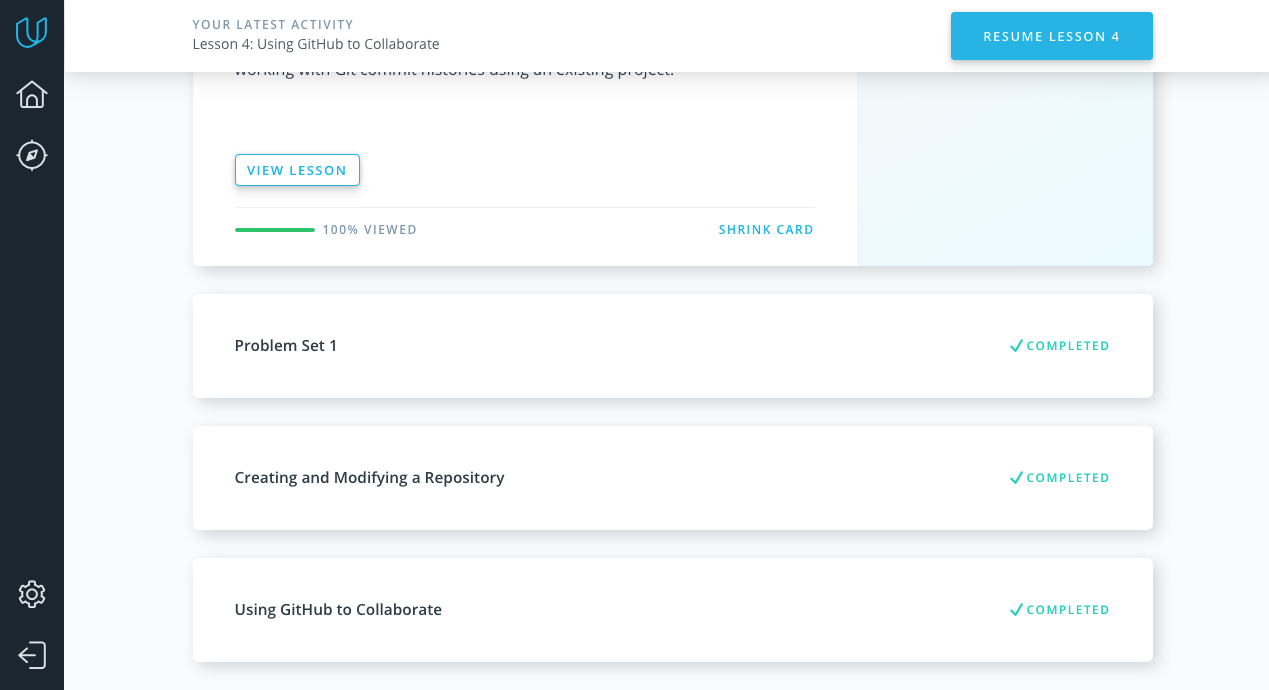 YOUR LATEST ACTIVITY
Lesson 4: Using GitHub to Collaborate
RESUME LESSON 4
working with Git commit histories using an existing project.
VIEW LESSON
100% VIEWED
SHRINK CARD
Problem Set 1
COMPLETED
Creating and Modifying a Repository
COMPLETED
Using GitHub to Collaborate
COMPLETED